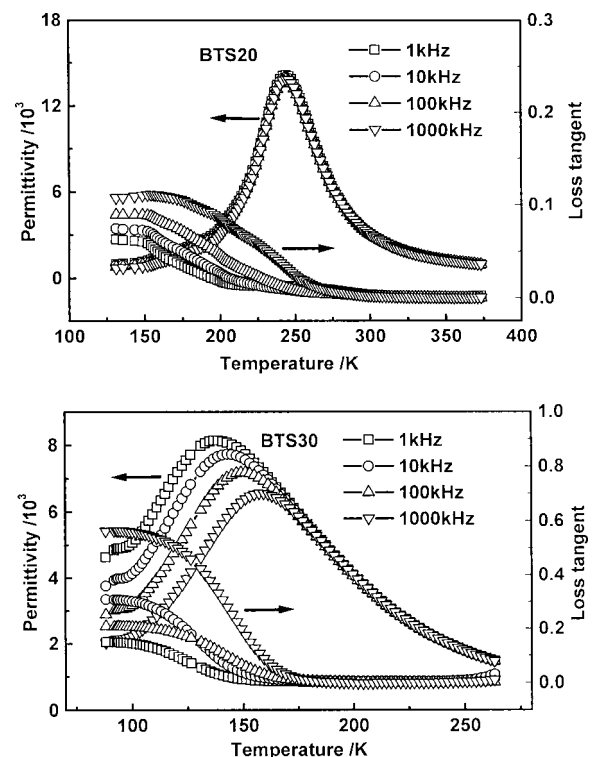 18
0.3
BTS20
1kHz
10kHz
100kHz
1000kHz
14
12
0.2
Permittivity /10³
Loss tangent
6
0.1
0
0.0
100 150 200 250 300 350 400
Temperature /K
1.0
BTS30
1kHz
10kHz
100kHz
1000kHz
8
0.8
Permittivity /10³
Loss tangent
6
0.6
4
0.4
2
0.2
0
0.0
100 150 200 250
Temperature /K